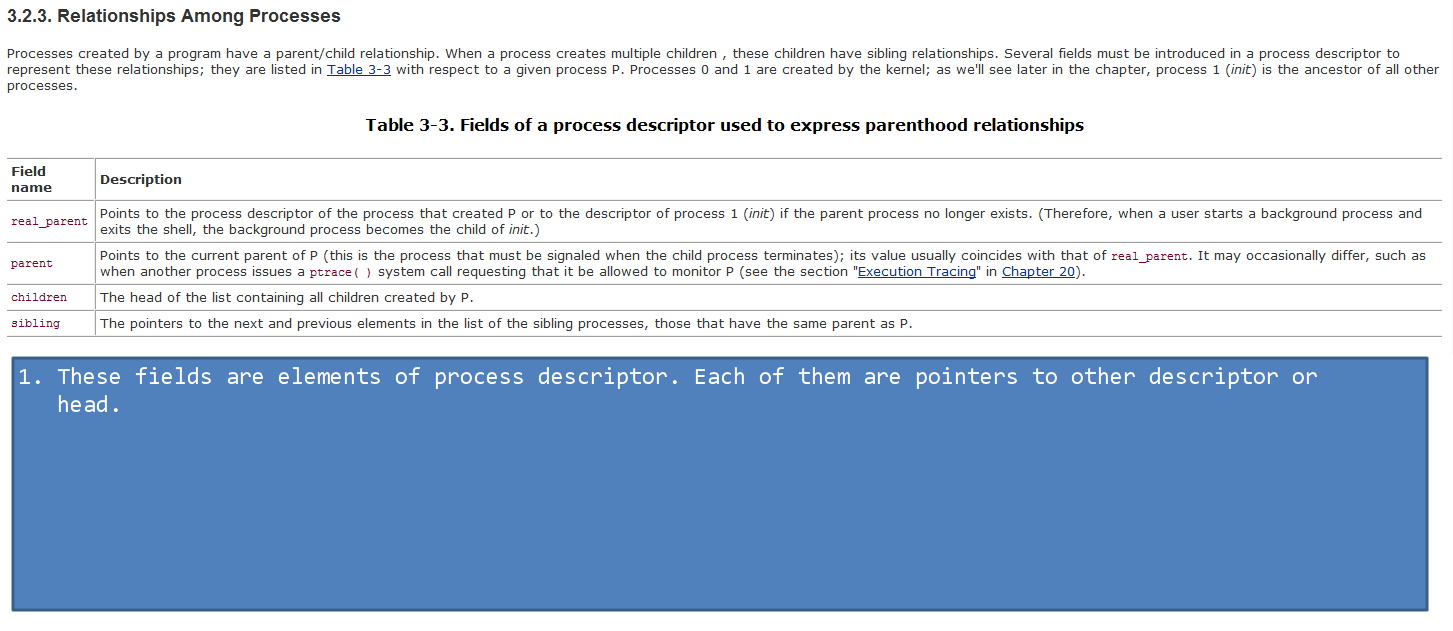 3.2.3. Relationships Among Processes
Processes created by a program have a parent/child relationship. When a process creates multiple children , these children have sibling relationships. Several fields must be introduced in a process descriptor to
represent these relationships; they are listed in Table 3-3 with respect to a given process P. Processes 0 and 1 are created by the kernel; as we'll see later in the chapter, process 1 (init) is the ancestor of all other
processes.
Table 3-3. Fields of a process descriptor used to express parenthood relationships
Field
name
Description
real_parent
Points to the process descriptor of the process that created P or to the descriptor of process 1 (init) if the parent process no longer exists. (Therefore, when a user starts a background process and
exits the shell, the background process becomes the child of init.)
parent
Points to the current parent of P (this is the process that must be signaled when the child process terminates); its value usually coincides with that of real_parent. It may occasionally differ, such as
when another process issues a ptrace( ) system call requesting that it be allowed to monitor P (see the section "Execution Tracing" in Chapter 20).
children
The head of the list containing all children created by P.
sibling
The pointers to the next and previous elements in the list of the sibling processes, those that have the same parent as P.
1. These fields are elements of process descriptor. Each of them are pointers to other descriptor or
head.